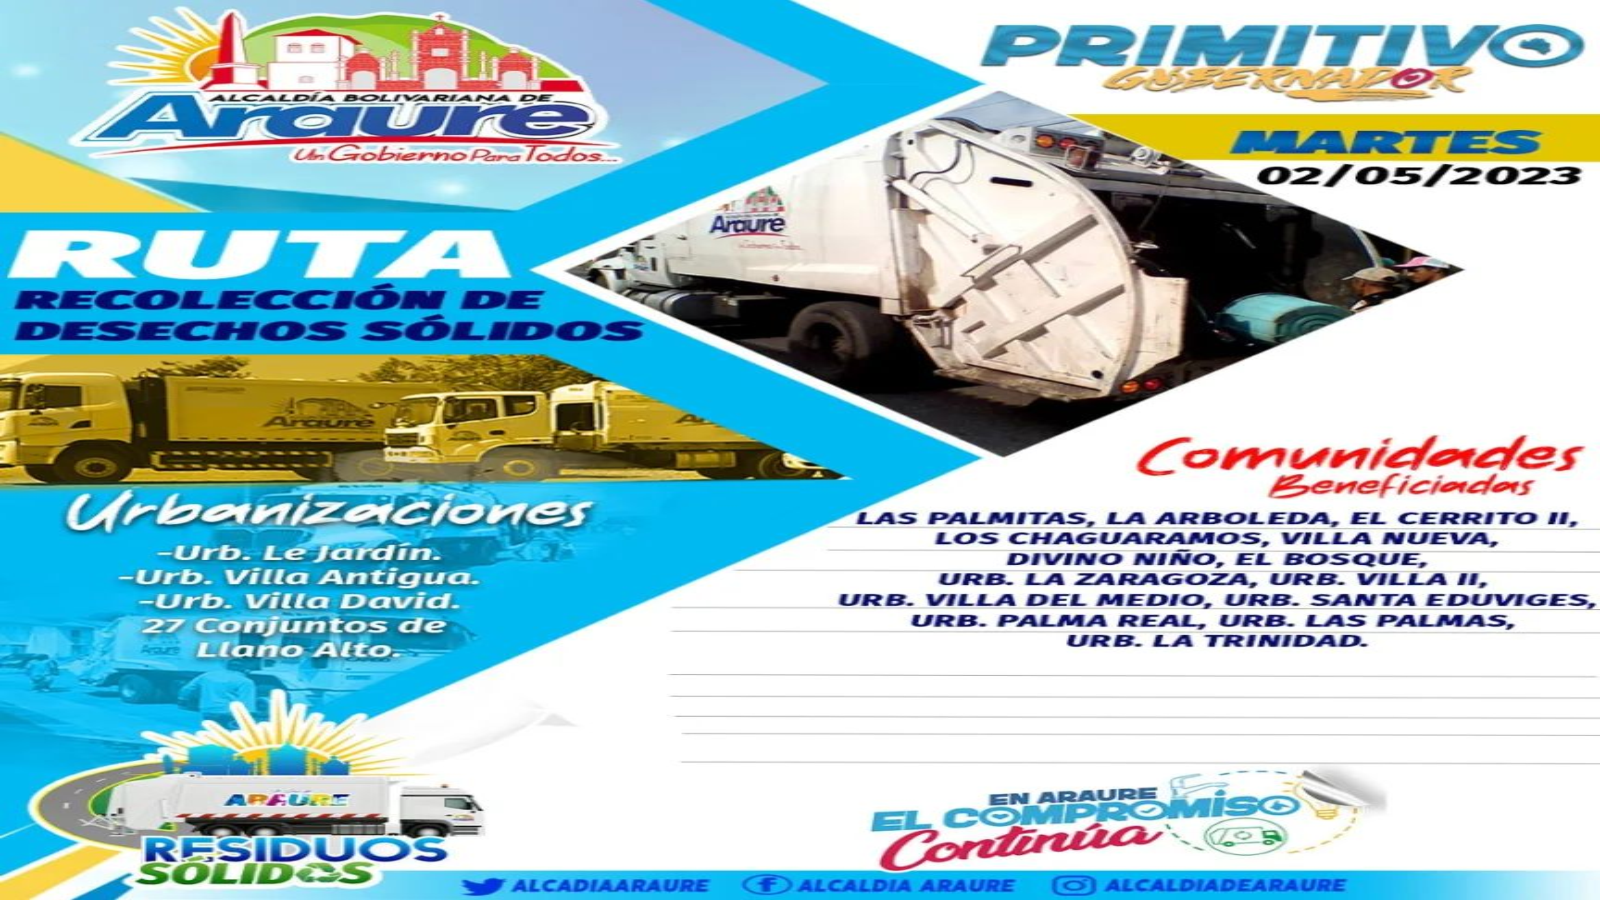 ALCALDÍA BOLIVARIANA DE
Araure
Un Gobierno Para Todos...
PRIMITIVO
GOBERNADOR
MARTES
02/05/2023
RUTA
RECOLECCIÓN DE
DESECHOS SÓLIDOS
Araure
Araure
Urbanizaciones
-Urb. Le Jardín.
-Urb. Villa Antigua.
-Urb. Villa David.
27 Conjuntos de
Llano Alto.
Comunidades
Beneficiadas
LAS PALMITAS, LA ARBOLEDA, EL CERRITO II,
LOS CHAGUARAMOS, VILLA NUEVA,
DIVINO NIÑO, EL BOSQUE,
URB. LA ZARAGOZA, URB. VILLA II,
URB. VILLA DEL MEDIO, URB. SANTA EDUVIGES,
URB. PALMA REAL, URB. LAS PALMAS,
URB. LA TRINIDAD.
ARAURE
RESIDUOS
SÓLIDOS
EN ARAURE
EL COMPROMISO
Continúa
ALCADIAARAURE
ALCALDIA ARAURE
ALCALDIADEARAURE